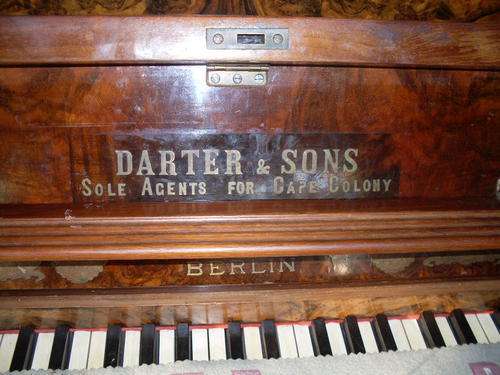 DARTER & SONS
SOLE AGENTS FOR CAPE COLONY
BERLIN